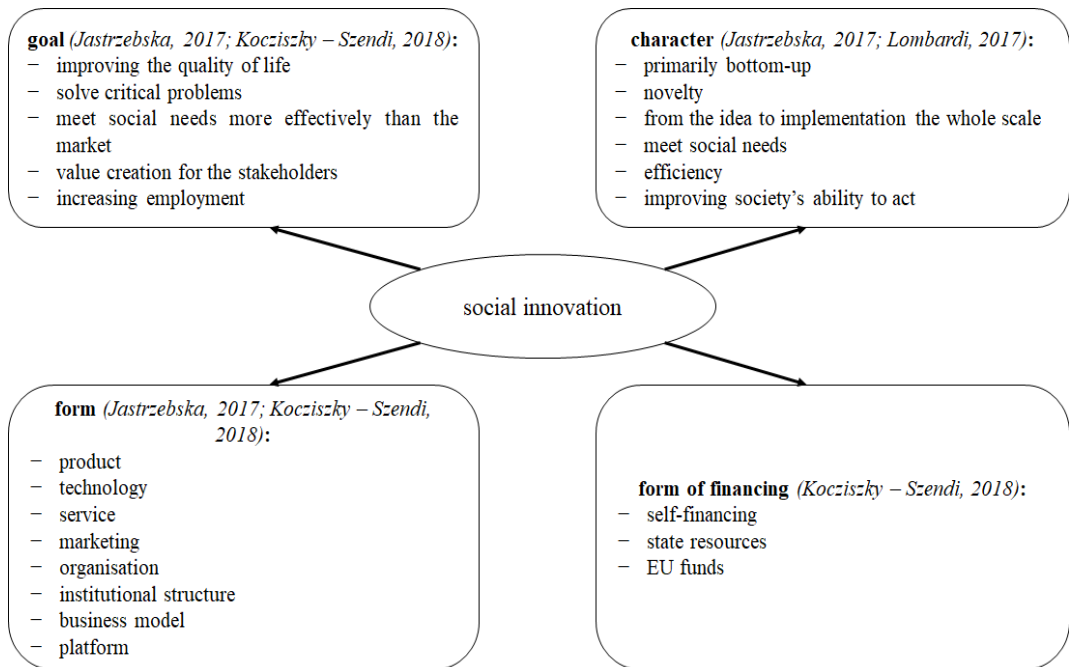 goal (Jastrzebska, 2017; Kocziszky – Szendi, 2018):
− improving the quality of life
− solve critical problems
− meet social needs more effectively than the
market
− value creation for the stakeholders
− increasing employment
character (Jastrzebska, 2017; Lombardi, 2017):
− primarily bottom-up
− novelty
− from the idea to implementation the whole scale
− meet social needs
− efficiency
− improving society’s ability to act
social innovation
form (Jastrzebska, 2017; Kocziszky – Szendi,
2018):
− product
− technology
− service
− marketing
− organisation
− institutional structure
− business model
− platform
form of financing (Kocziszky – Szendi, 2018):
− self-financing
− state resources
− EU funds